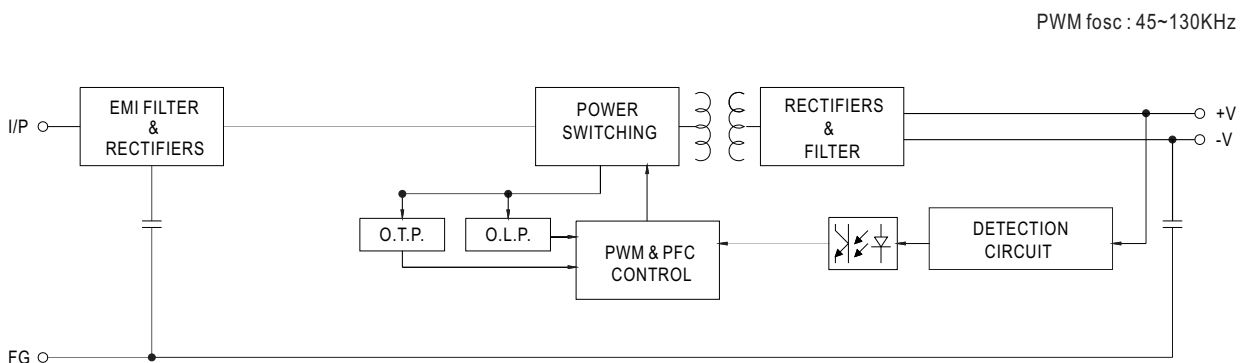 PWM fosc : 45~130KHz
I/P
EMI FILTER
&
RECTIFIERS
POWER
SWITCHING
RECTIFIERS
&
FILTER
+V
-V
O.T.P.
O.L.P.
PWM & PFC
CONTROL
DETECTION
CIRCUIT
FG